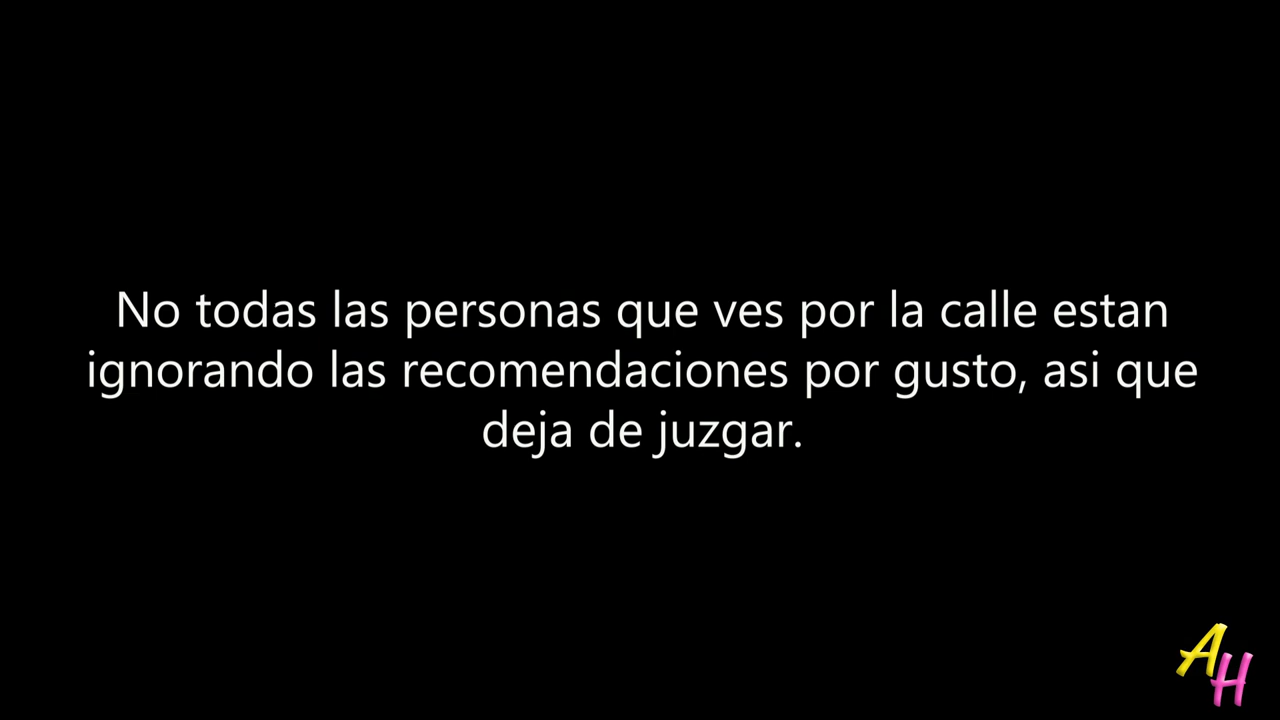 No todas las personas que ves por la calle estan
ignorando las recomendaciones por gusto, asi que
deja de juzgar.
AH